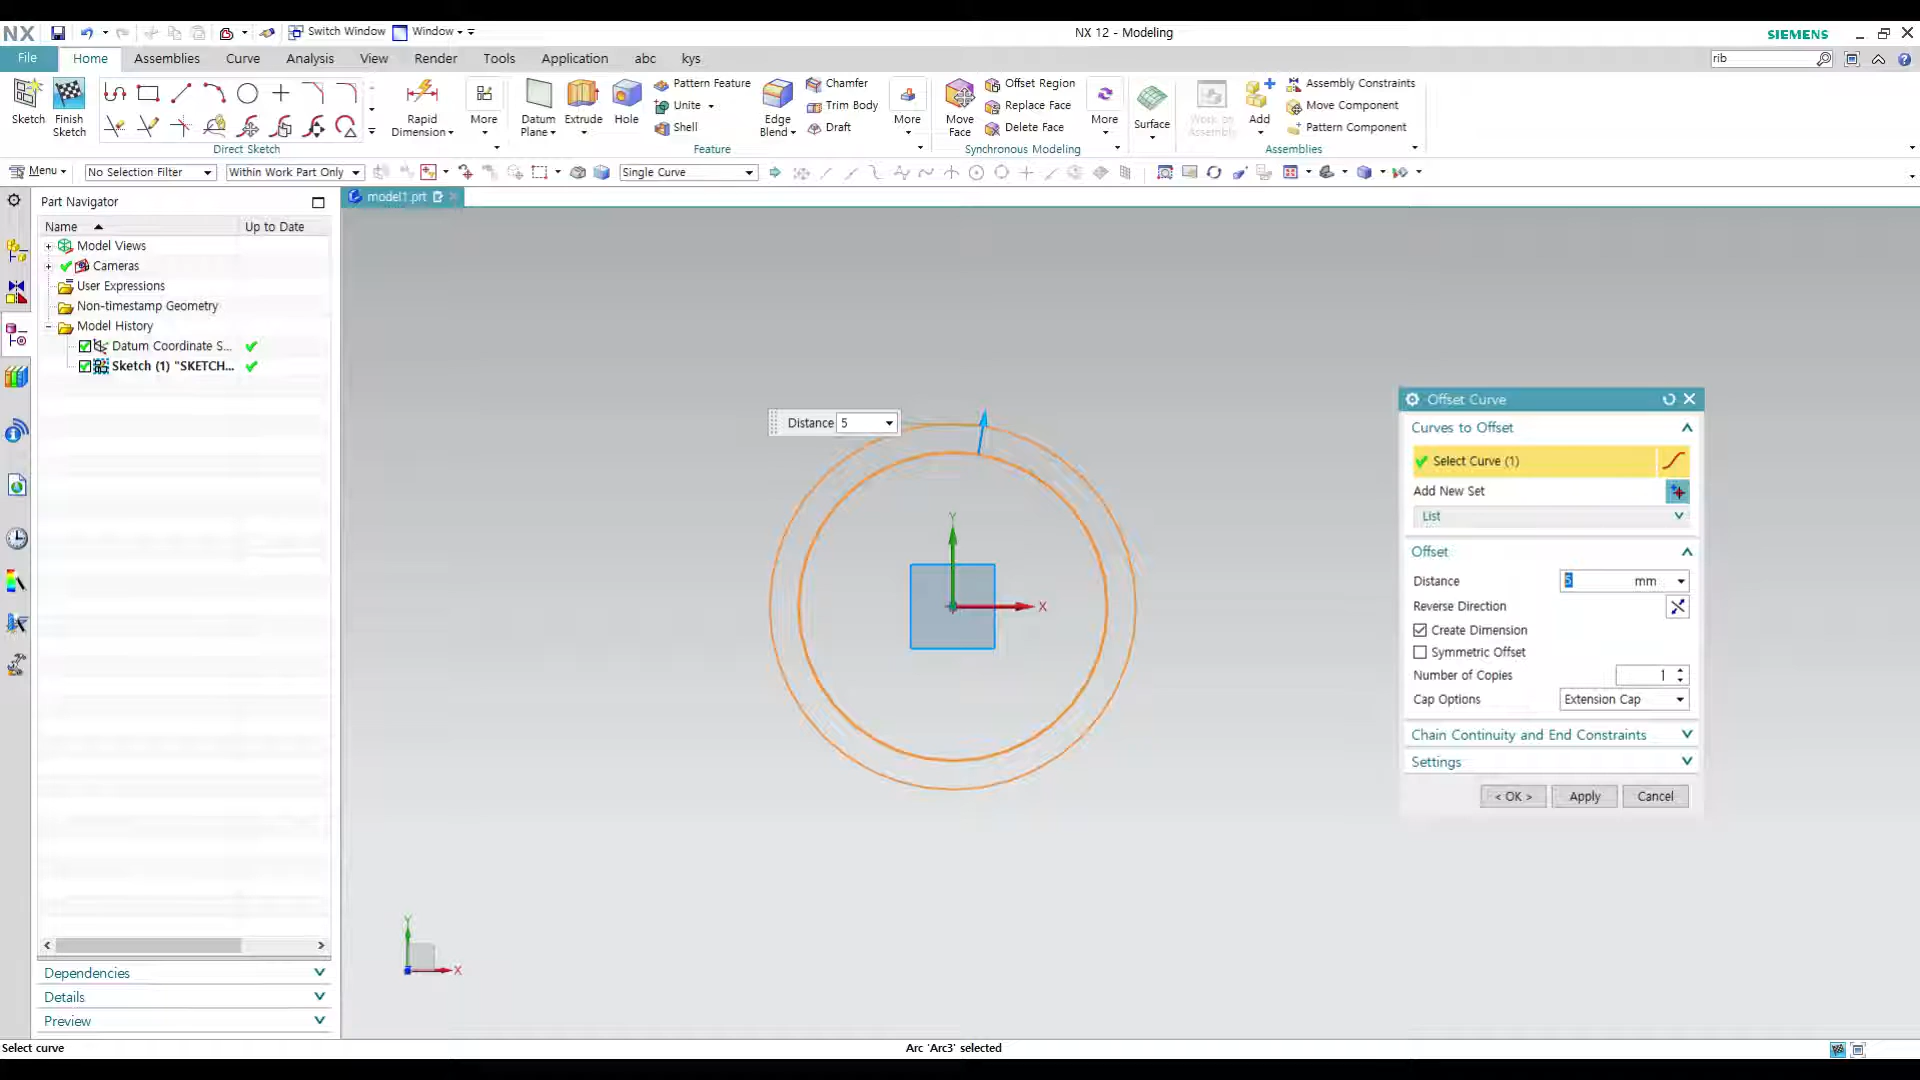 NX
Switch Window
Window
NX 12 - Modeling
SIEMENS
File
Home
Assemblies
Curve
Analysis
View
Render
Tools
Application
abc
kys
rib
Sketch
Finish Sketch
Direct Sketch
Rapid Dimension
More
Datum Plane
Extrude
Hole
Pattern Feature
Unite
Shell
Feature
Edge Blend
Chamfer
Trim Body
Draft
More
Move Face
Offset Region
Replace Face
Delete Face
Synchronous Modeling
More
Surface
Work on Assembly
Add
Assembly Constraints
Move Component
Pattern Component
Assemblies
Menu
No Selection Filter
Within Work Part Only
Single Curve
Part Navigator
model1.prt
Name
Up to Date
Model Views
Cameras
User Expressions
Non-timestamp Geometry
Model History
Datum Coordinate S...
Sketch (1) "SKETCH...
Dependencies
Details
Preview
Distance 5
Y
X
Y
X
Offset Curve
Curves to Offset
Select Curve (1)
Add New Set
List
Offset
Distance 5 mm
Reverse Direction
Create Dimension
Symmetric Offset
Number of Copies 1
Cap Options Extension Cap
Chain Continuity and End Constraints
Settings
< OK > Apply Cancel
Select curve
Arc 'Arc3' selected